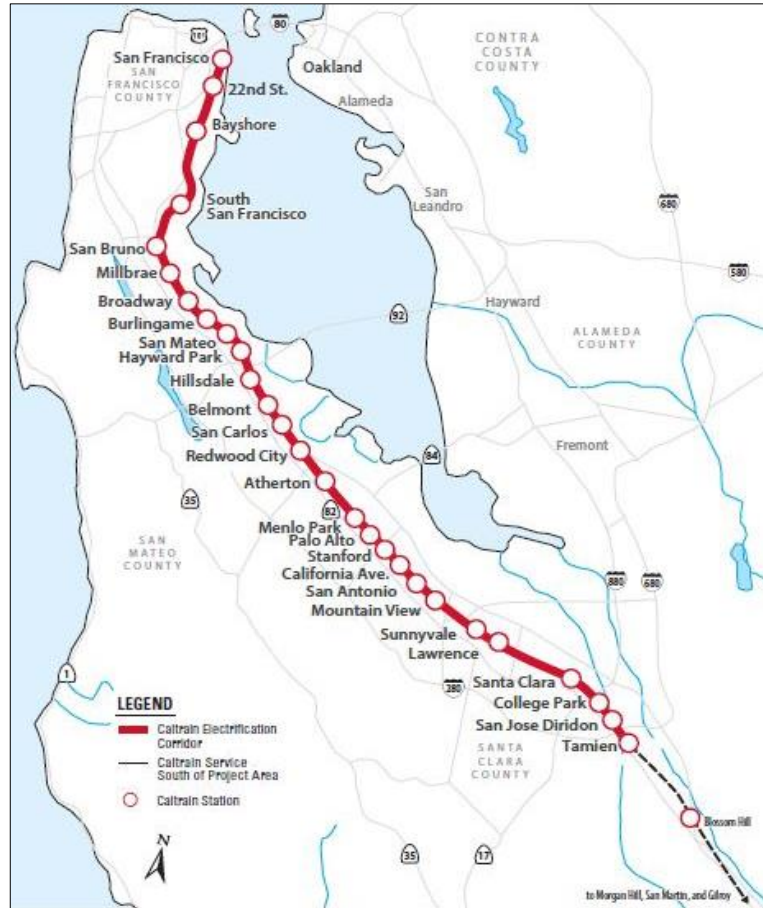 101
80
San Francisco
SAN
FRANCISCO
COUNTY
22nd St.
Oakland
Alameda
CONTRA
COSTA
COUNTY
Bayshore
San
Leandro
South
San Francisco
680
San Bruno
580
Millbrae
Broadway
Hayward
Burlingame
92
San Mateo
ALAMEDA
COUNTY
Hayward Park
Hillsdale
Belmont
San Carlos
Redwood City
84
Fremont
Atherton
35
82
Menlo Park
SAN
MATEO
COUNTY
Palo Alto
Stanford
California Ave.
880
680
San Antonio
Mountain View
Sunnyvale
Lawrence
1
280
Santa Clara
College Park
San Jose Diridon
Tamien
SANTA
CLARA
COUNTY
LEGEND
Caltrain Electrification
Corridor
Caltrain Service
South of Project Area
Caltrain Station
Blossom Hill
N
35
17
to Morgan Hill, San Martin, and Gilroy